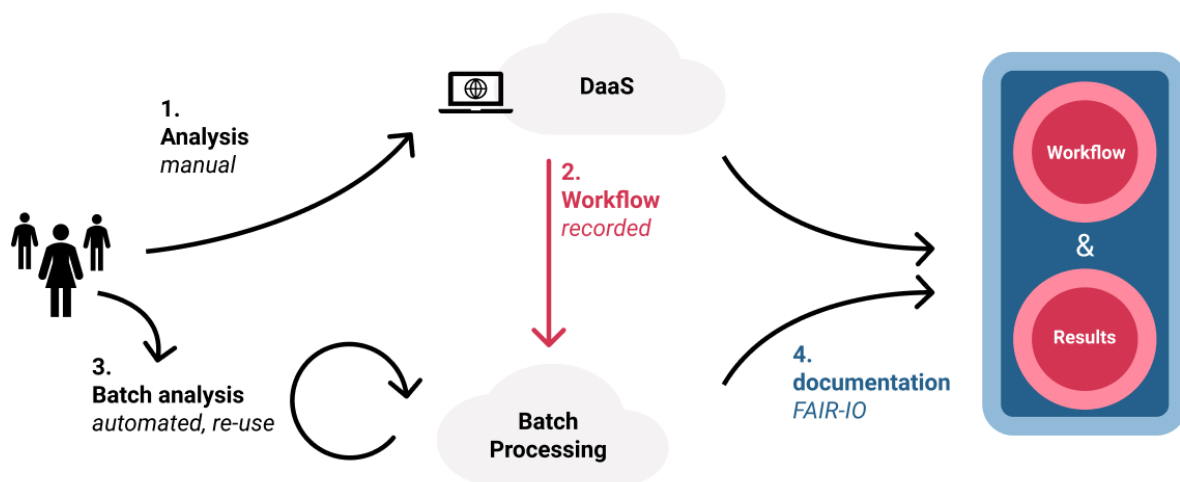 1.
Analysis
manual
DaaS
2.
Workflow
recorded
3.
Batch analysis
automated, re-use
Batch
Processing
4.
documentation
FAIR-IO
Workflow
&
Results